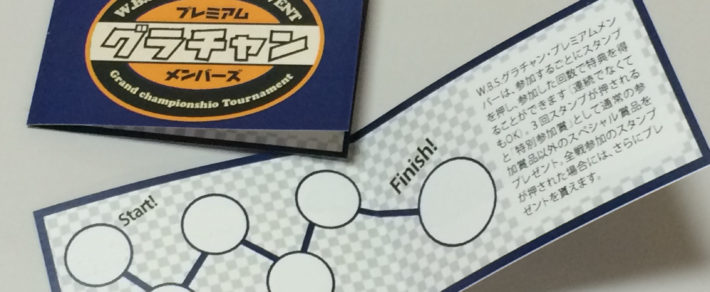 W.B.S
EVENT
プレミアム
グラチャン
メンバーズ
Grand championship Tournament
Start!
Finish!
W.B.S.グラチャン・プレミアムメン
バーは、参加するごとにスタンプ
を押し、参加した回数で特典を得
ることができます（連続でなくて
もOK）。3回スタンプが押される
と「特別参加賞」として通常の参
加賞品以外のスペシャル賞品を
プレゼント。全戦参加のスタンプ
が押された場合には、さらにプレ
ゼントを貰えます。